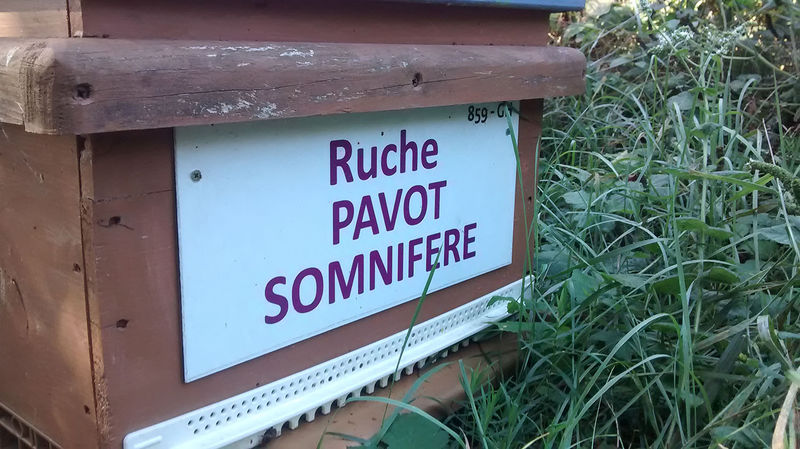 859 - G.V
Ruche
PAVOT
SOMNIFERE